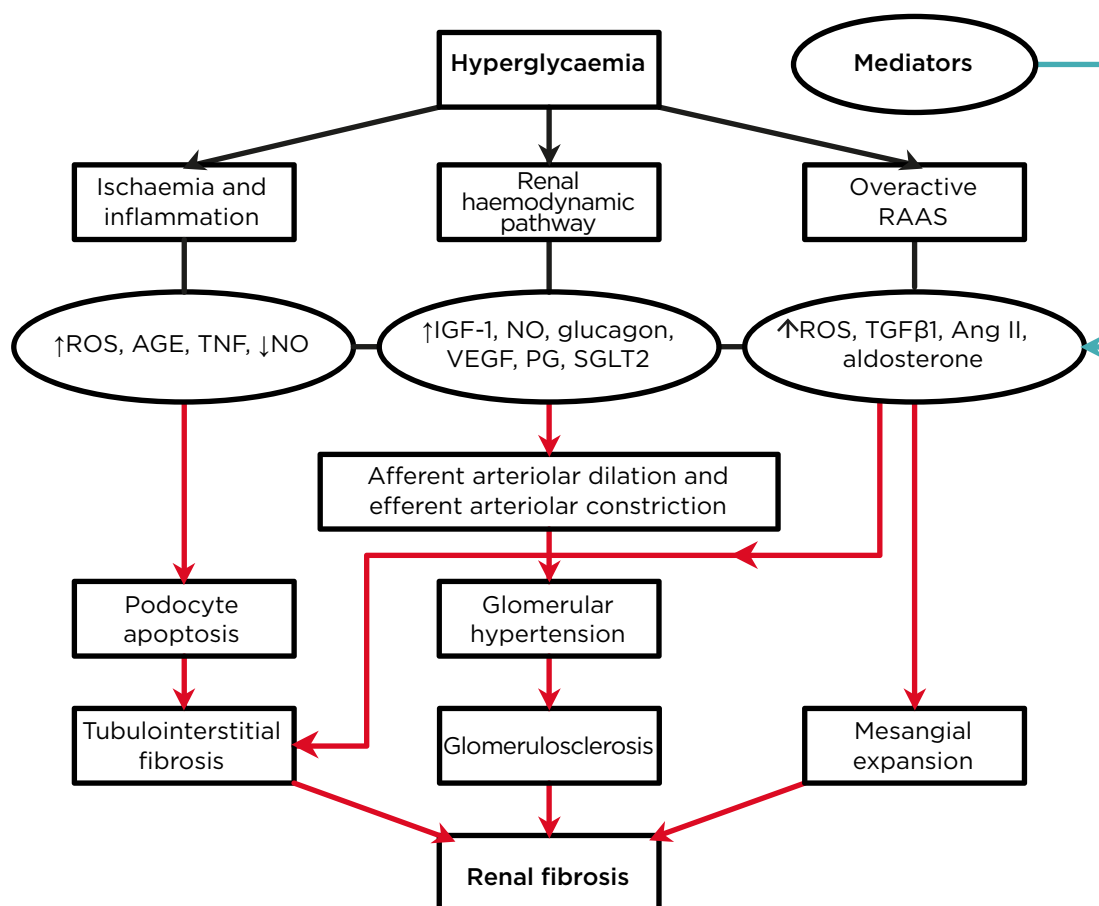 Hyperglycaemia
Mediators
Ischaemia and
inflammation
Renal
haemodynamic
pathway
Overactive
RAAS
↑ROS, AGE, TNF, ↓NO
↑IGF-1, NO, glucagon,
VEGF, PG, SGLT2
↑ROS, TGFβ1, Ang II,
aldosterone
Afferent arteriolar dilation and
efferent arteriolar constriction
Podocyte
apoptosis
Glomerular
hypertension
Tubulointerstitial
fibrosis
Glomerulosclerosis
Mesangial
expansion
Renal fibrosis